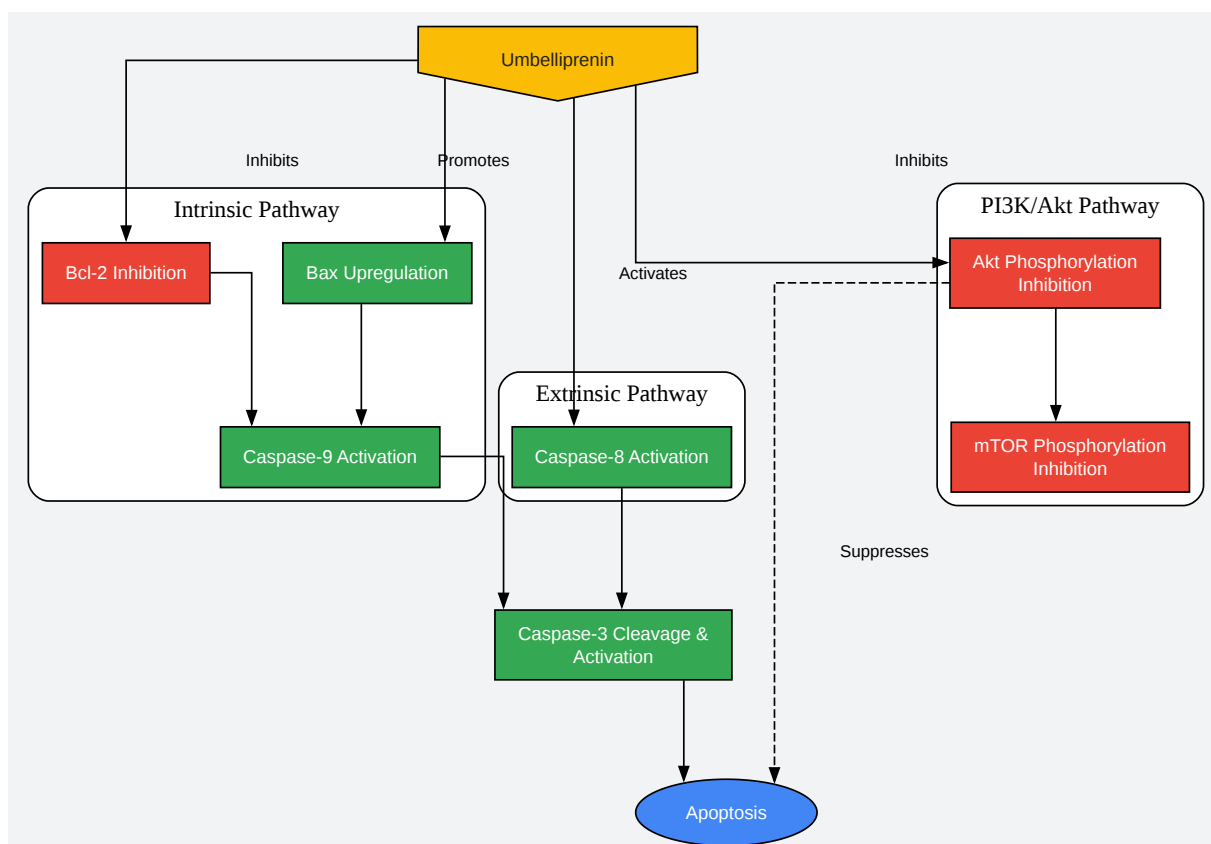 Umbelliprenin
Inhibits
Promotes
Inhibits
Intrinsic Pathway
PI3K/Akt Pathway
Bcl-2 Inhibition
Bax Upregulation
Activates
Akt Phosphorylation
Inhibition
Extrinsic Pathway
Caspase-9 Activation
Caspase-8 Activation
mTOR Phosphorylation
Inhibition
Suppresses
Caspase-3 Cleavage &
Activation
Apoptosis